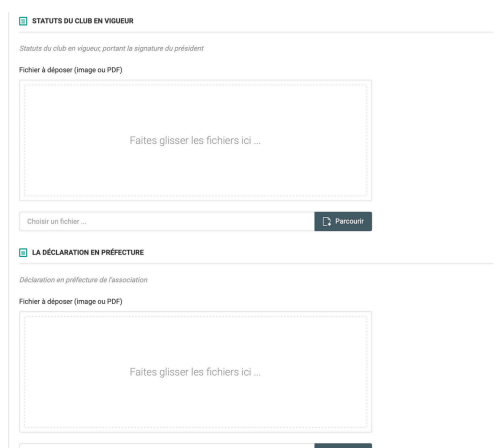 STATUTS DU CLUB EN VIGUEUR
Statuts du club en vigueur, portant la signature du président
Fichier à déposer (image ou PDF)
Faites glisser les fichiers ici ...
Choisir un fichier ...
Parcourir
LA DÉCLARATION EN PRÉFECTURE
Déclaration en préfecture de l'association
Fichier à déposer (image ou PDF)
Faites glisser les fichiers ici ...